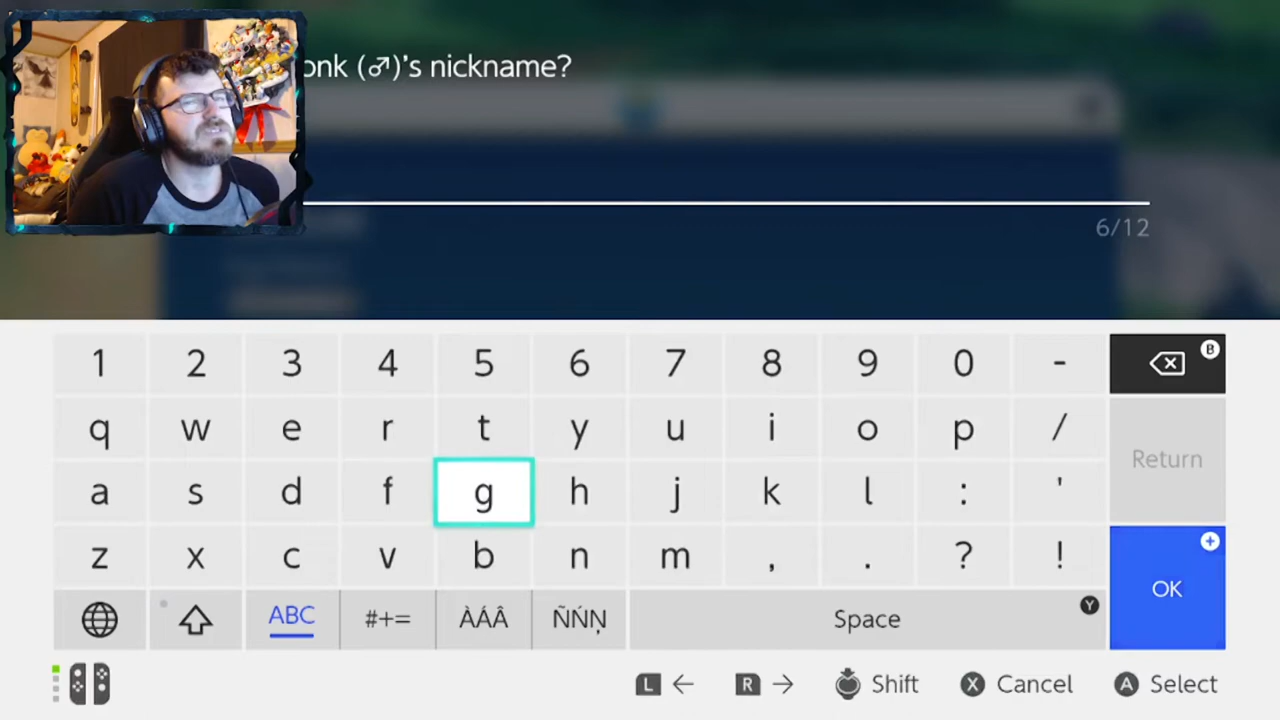 onk (♂)'s nickname?
6/12
1 2 3 4 5 6 7 8 9 0 -
q w e r t y u i o p /
Return
a s d f g h j k l : '
z x c v b n m , . ? !
OK
ABC #+= ÀÁÂ ÑŃŅ Space
L ← R → Shift X Cancel A Select
B
+
Y